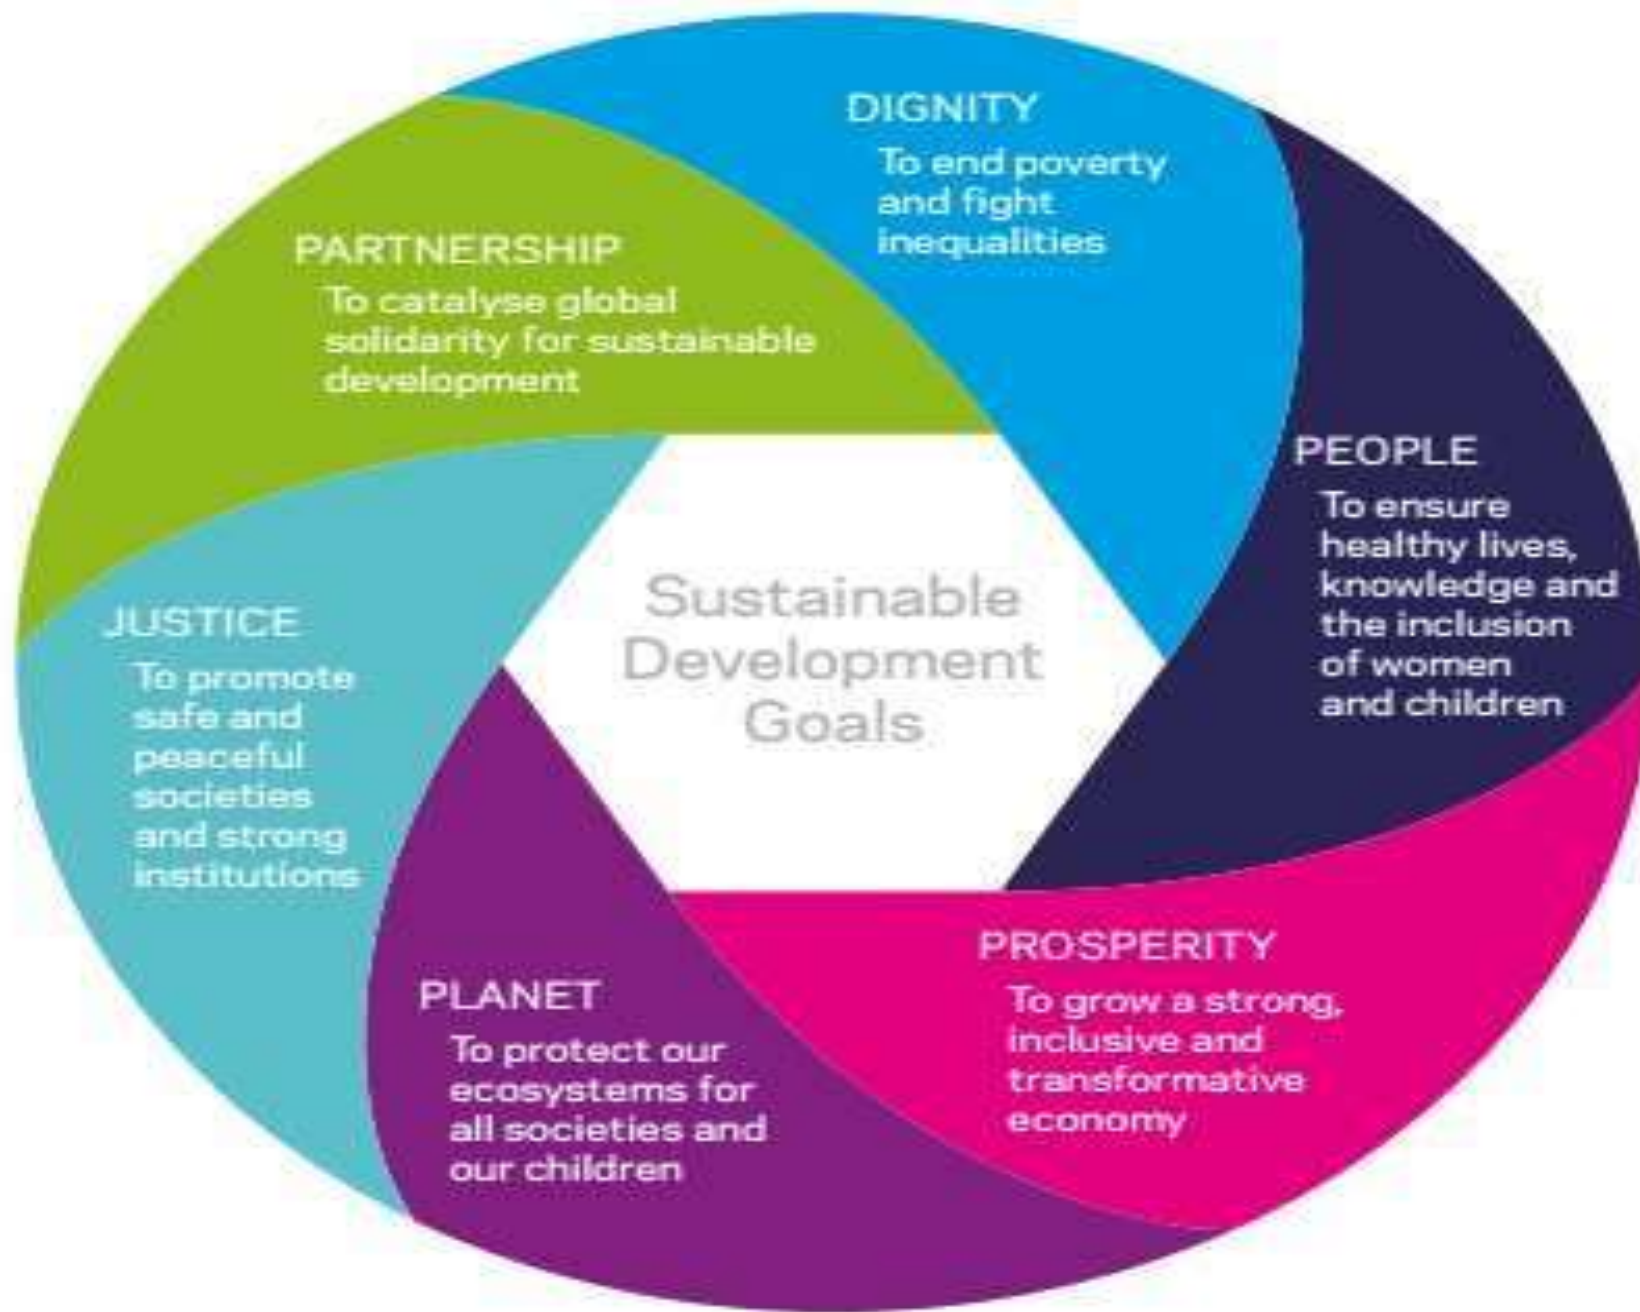 DIGNITY
To end poverty
and fight
inequalities
PEOPLE
To ensure
healthy lives,
knowledge and
the inclusion
of women
and children
PROSPERITY
To grow a strong,
inclusive and
transformative
economy
PLANET
To protect our
ecosystems for
all societies and
our children
JUSTICE
To promote
safe and
peaceful
societies
and strong
institutions
PARTNERSHIP
To catalyse global
solidarity for sustainable
development
Sustainable
Development
Goals